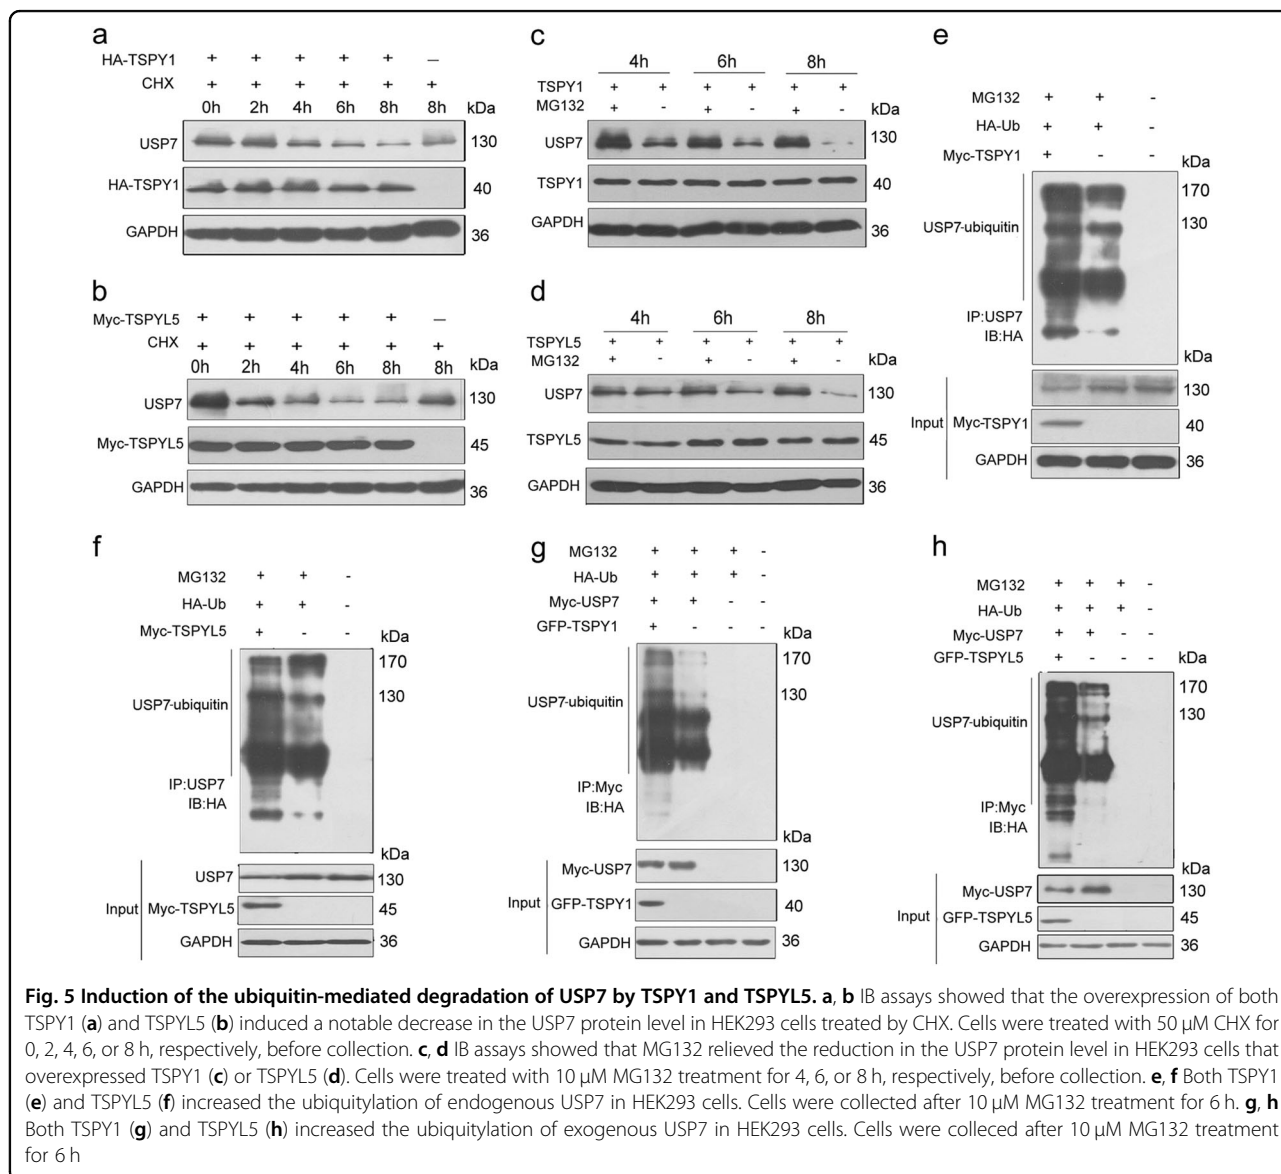 a
HA-TSPY1 + + + + + –
CHX + + + + + +
0h 2h 4h 6h 8h 8h kDa
USP7 130
HA-TSPY1 40
GAPDH 36
b
Myc-TSPYL5 + + + + + –
CHX + + + + + +
0h 2h 4h 6h 8h 8h kDa
USP7 130
Myc-TSPYL5 45
GAPDH 36
c
4h 6h 8h
TSPY1 + + + + + +
MG132 + - + - + - kDa
USP7 130
TSPY1 40
GAPDH 36
d
4h 6h 8h
TSPYL5 + + + + + +
MG132 + - + - + - kDa
USP7 130
TSPYL5 45
GAPDH 36
e
MG132 + + -
HA-Ub + + -
Myc-TSPY1 + - -
kDa
170
130
USP7-ubiquitin
IP:USP7
IB:HA
kDa
130
Input Myc-TSPY1 40
GAPDH 36
f
MG132 + + -
HA-Ub + + -
Myc-TSPYL5 + - -
kDa
170
130
USP7-ubiquitin
IP:USP7
IB:HA
kDa
USP7 130
Input Myc-TSPYL5 45
GAPDH 36
g
MG132 + + + -
HA-Ub + + + -
Myc-USP7 + + - -
GFP-TSPY1 + - - -
kDa
170
130
USP7-ubiquitin
IP:Myc
IB:HA
kDa
Myc-USP7 130
Input GFP-TSPY1 40
GAPDH 36
h
MG132 + + + -
HA-Ub + + + -
Myc-USP7 + + - -
GFP-TSPYL5 + - - -
kDa
170
130
USP7-ubiquitin
IP:Myc
IB:HA
kDa
Myc-USP7 130
Input GFP-TSPYL5 45
GAPDH 36
Fig. 5 Induction of the ubiquitin-mediated degradation of USP7 by TSPY1 and TSPYL5. a, b IB assays showed that the overexpression of both
TSPY1 (a) and TSPYL5 (b) induced a notable decrease in the USP7 protein level in HEK293 cells treated by CHX. Cells were treated with 50 µM CHX for
0, 2, 4, 6, or 8 h, respectively, before collection. c, d IB assays showed that MG132 relieved the reduction in the USP7 protein level in HEK293 cells that
overexpressed TSPY1 (c) or TSPYL5 (d). Cells were treated with 10 µM MG132 treatment for 4, 6, or 8 h, respectively, before collection. e, f Both TSPY1
(e) and TSPYL5 (f) increased the ubiquitylation of endogenous USP7 in HEK293 cells. Cells were collected after 10 µM MG132 treatment for 6 h. g, h
Both TSPY1 (g) and TSPYL5 (h) increased the ubiquitylation of exogenous USP7 in HEK293 cells. Cells were colleced after 10 µM MG132 treatment
for 6 h